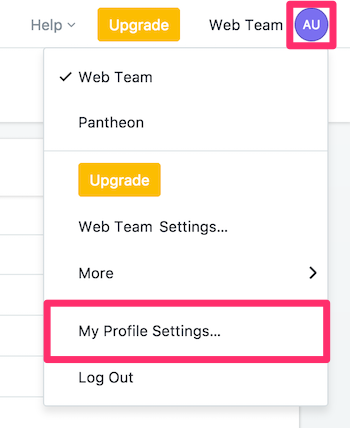 Help Upgrade Web Team AU
Web Team
Pantheon
Upgrade
Web Team Settings...
More
My Profile Settings...
Log Out